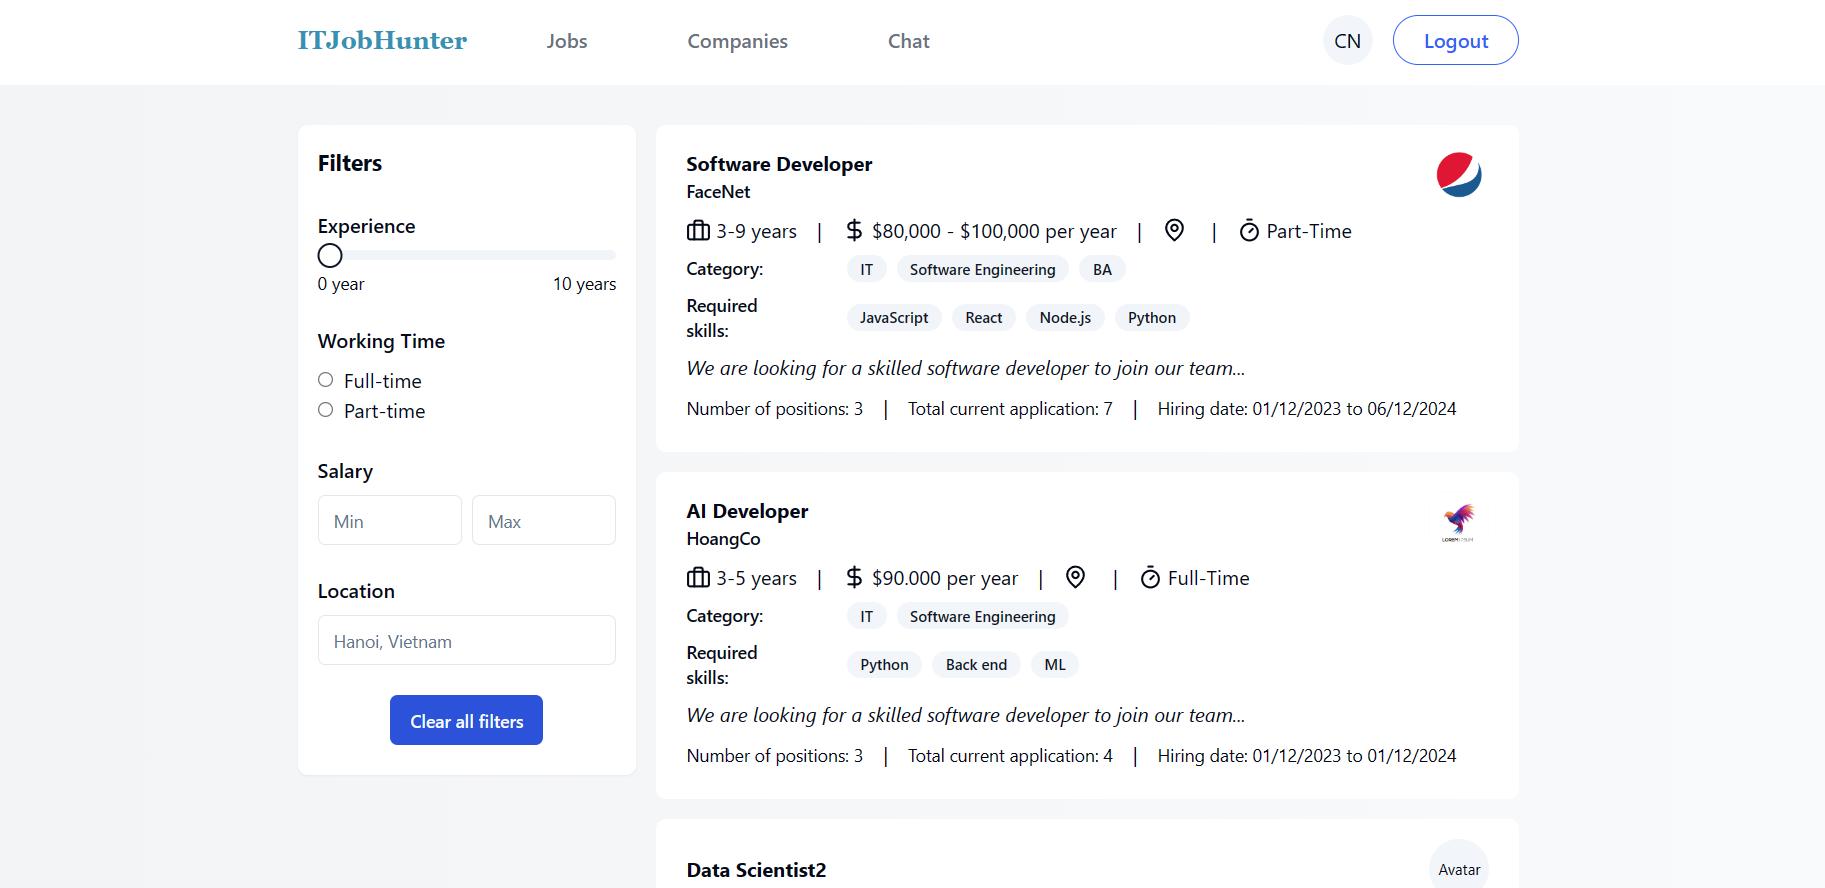 ITJobHunter Jobs Companies Chat CN Logout
Filters
Experience
0 year 10 years
Working Time
Full-time
Part-time
Salary
Min Max
Location
Hanoi, Vietnam
Clear all filters
Software Developer
FaceNet
3-9 years | $80,000 - $100,000 per year | | Part-Time
Category: IT Software Engineering BA
Required
skills:
JavaScript React Node.js Python
We are looking for a skilled software developer to join our team...
Number of positions: 3 | Total current application: 7 | Hiring date: 01/12/2023 to 06/12/2024
AI Developer
HoangCo
LOREM IPSUM
3-5 years | $90.000 per year | | Full-Time
Category: IT Software Engineering
Required
skills:
Python Back end ML
We are looking for a skilled software developer to join our team...
Number of positions: 3 | Total current application: 4 | Hiring date: 01/12/2023 to 01/12/2024
Data Scientist2
Avatar